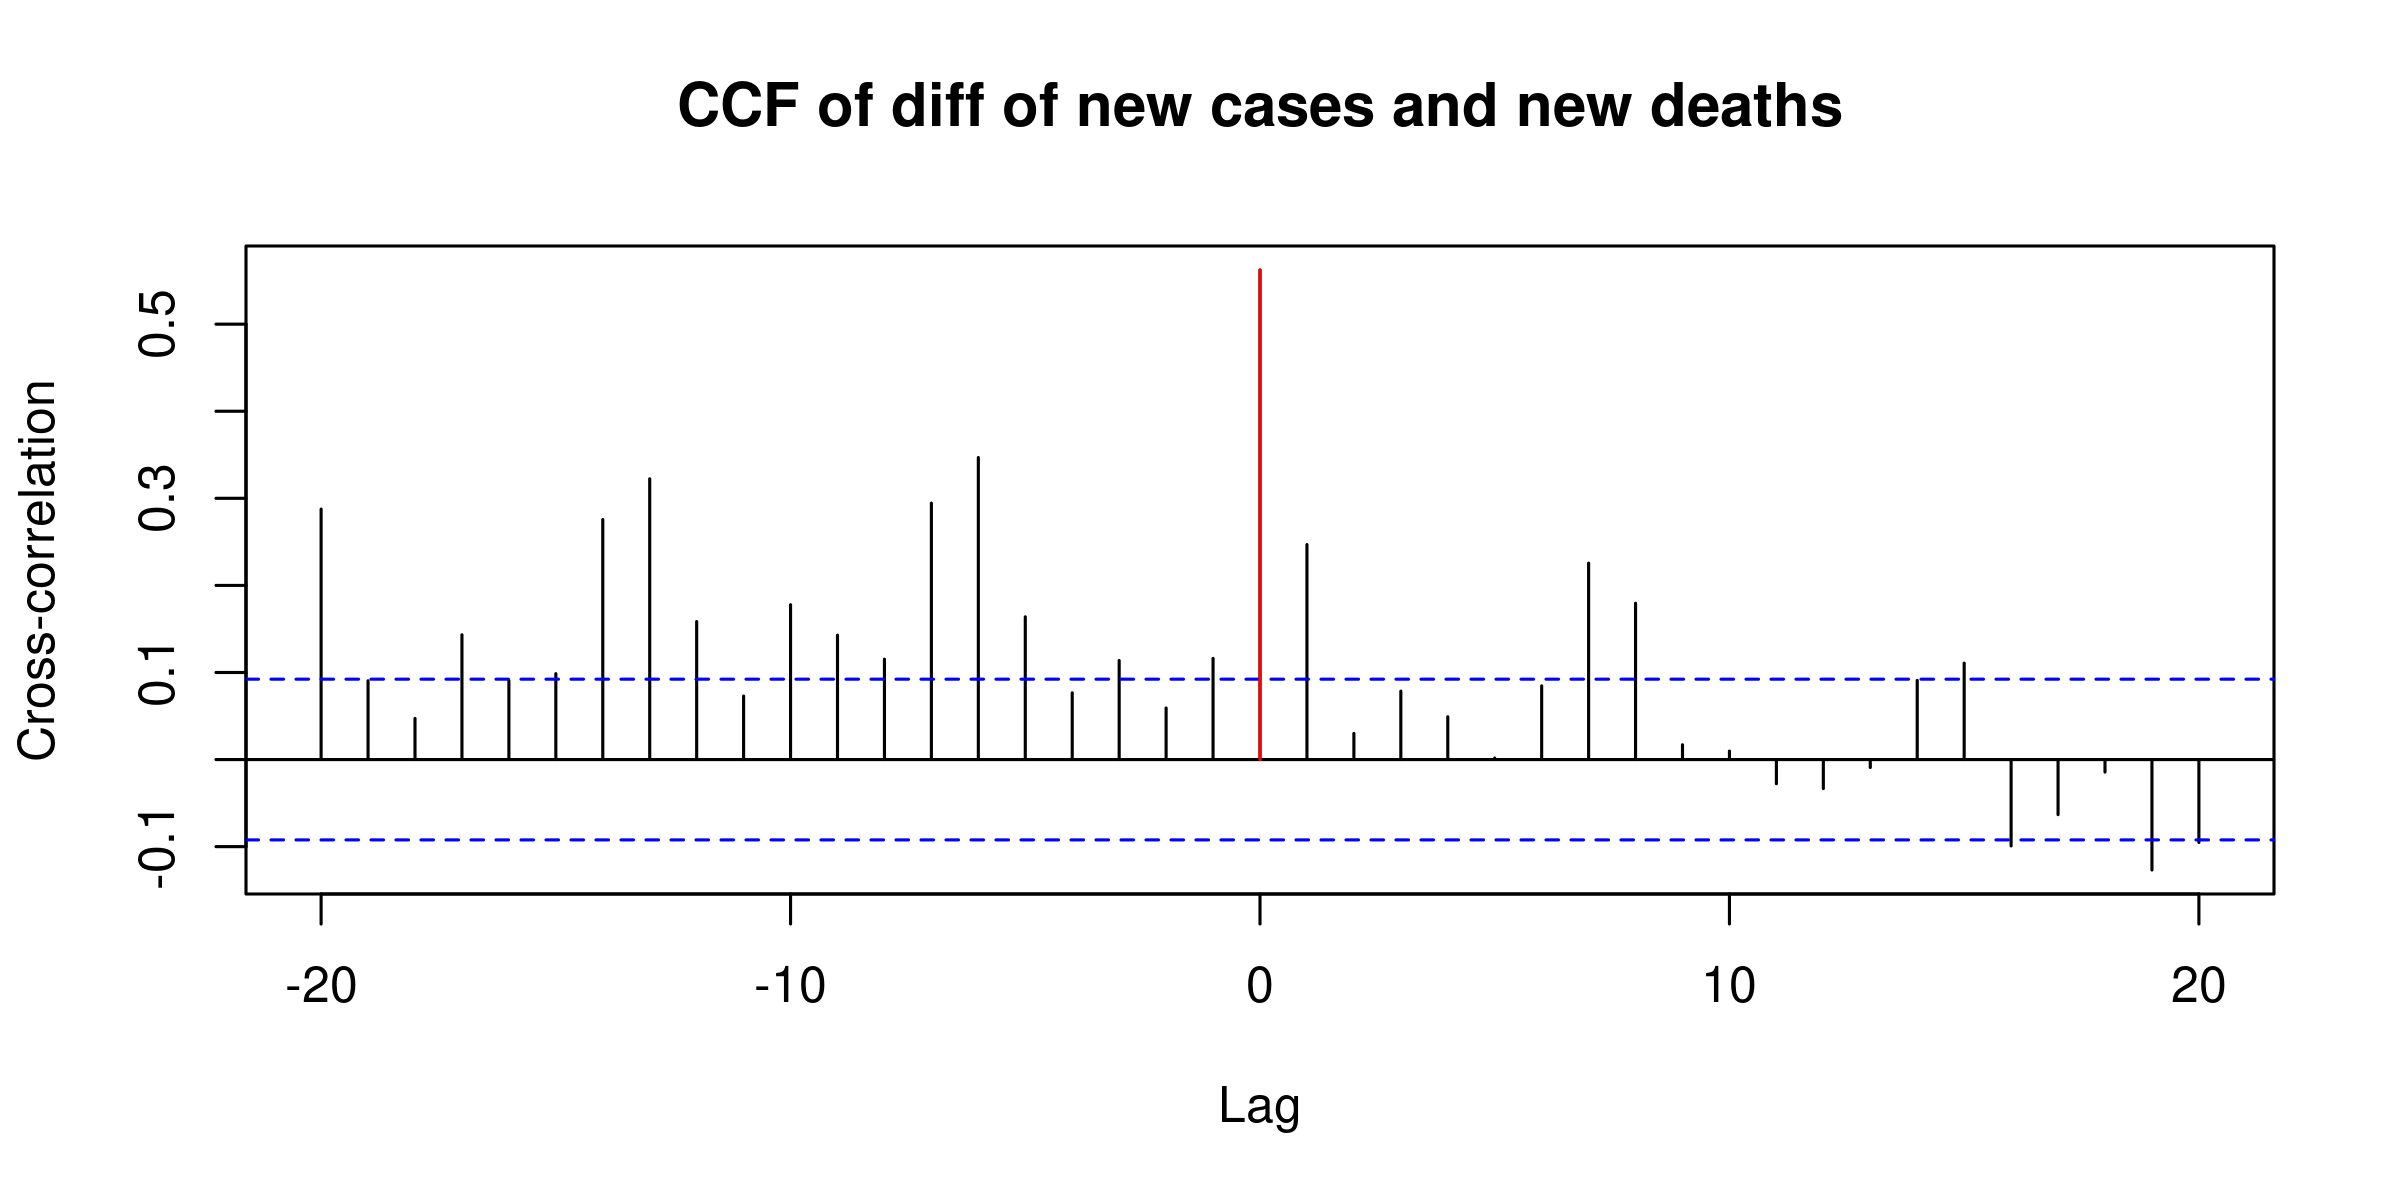 CCF of diff of new cases and new deaths
Cross-correlation
0.5
0.3
0.1
-0.1
-20 -10 0 10 20
Lag